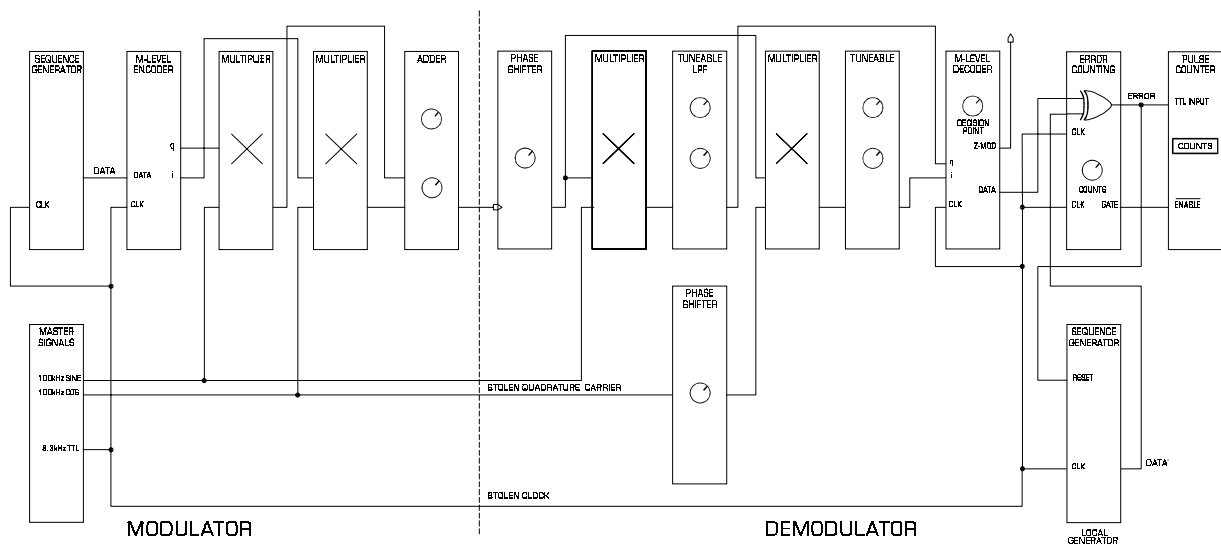 SEQUENCE
GENERATOR
CLK
DATA
M-LEVEL
ENCODER
q
i
DATA
CLK
MULTIPLIER
MULTIPLIER
ADDER
PHASE
SHIFTER
MULTIPLIER
TUNEABLE
LPF
MULTIPLIER
TUNEABLE
M-LEVEL
DECODER
DECISION
POINT
Z-MOD
q
i
DATA
CLK
ERROR
COUNTING
CLK
COUNTS
CLK
GATE
ERROR
PULSE
COUNTER
TTL INPUT
COUNTS
ENABLE
MASTER
SIGNALS
100kHz SINE
100kHz COS
8.3kHz TTL
STOLEN QUADRATURE CARRIER
PHASE
SHIFTER
SEQUENCE
GENERATOR
RESET
CLK
DATA'
STOLEN CLOCK
MODULATOR
DEMODULATOR
LOCAL
GENERATOR